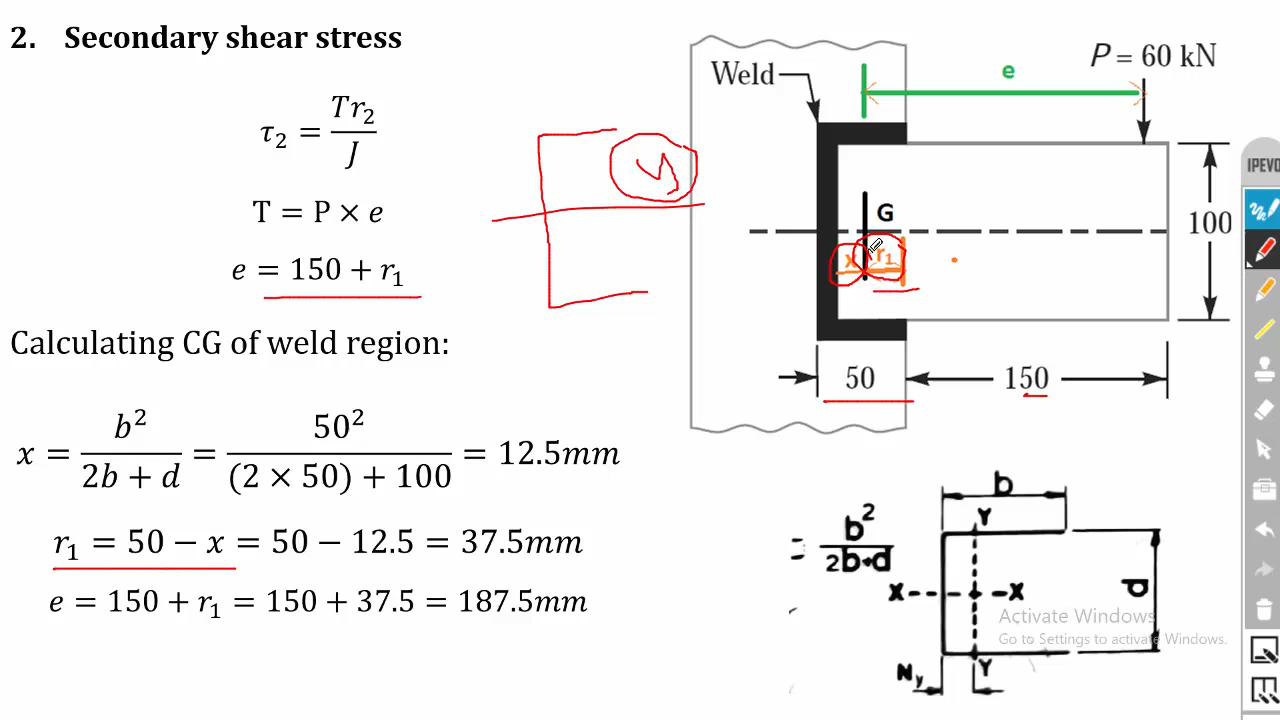 2. Secondary shear stress
τ₂ = Tr₂ / J
T = P × e
e = 150 + r₁
Calculating CG of weld region:
x = b² / (2b + d) = 50² / ((2 × 50) + 100) = 12.5mm
r₁ = 50 − x = 50 − 12.5 = 37.5mm
e = 150 + r₁ = 150 + 37.5 = 187.5mm
y
Weld
e
P = 60 kN
G
x
r₁
100
50
150
= b² / 2b+d
b
Y
X
X
d
Y
Ny
Activate Windows
Go to Settings to activate Windows.
IPEVO